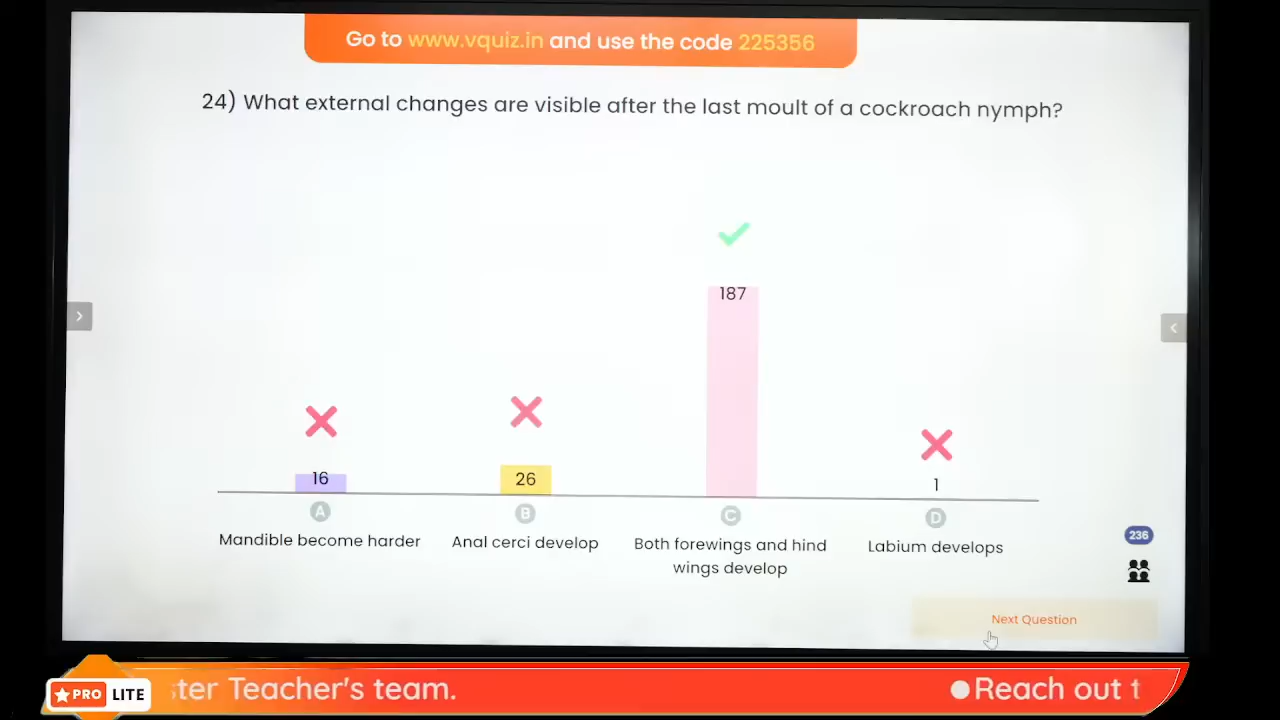 Go to www.vquiz.in and use the code 225356
24) What external changes are visible after the last moult of a cockroach nymph?
187
16
26
1
A
B
C
D
Mandible become harder
Anal cerci develop
Both forewings and hind
wings develop
Labium develops
236
Next Question
PRO LITE
ster Teacher's team.
Reach out t